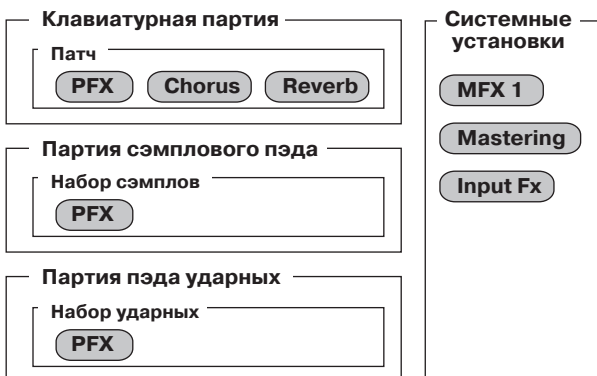 Клавиатурная партия
Патч
PFX Chorus Reverb
Партия сэмплового пэда
Набор сэмплов
PFX
Партия пэда ударных
Набор ударных
PFX
Системные
установки
MFX 1
Mastering
Input Fx